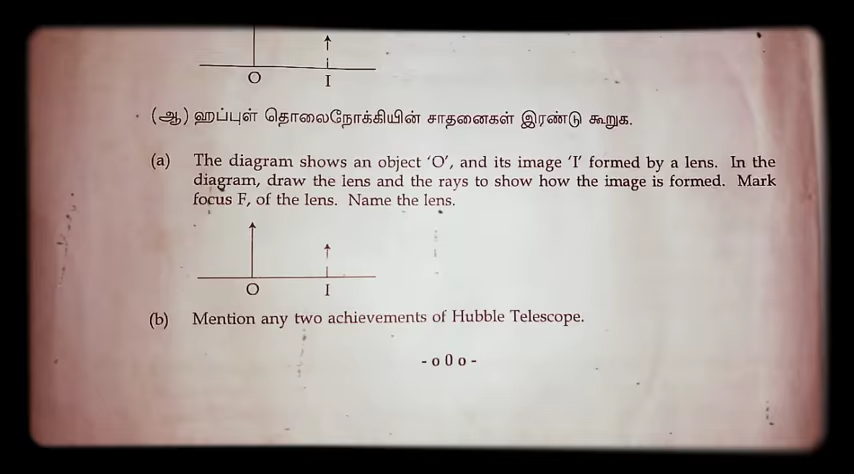 O I
(ஆ) ஹப்புள் தொலைநோக்கியின் சாதனைகள் இரண்டு கூறுக.
(a) The diagram shows an object ‘O’, and its image ‘I’ formed by a lens. In the
diagram, draw the lens and the rays to show how the image is formed. Mark
focus F, of the lens. Name the lens.
O I
(b) Mention any two achievements of Hubble Telescope.
- o 0 o -